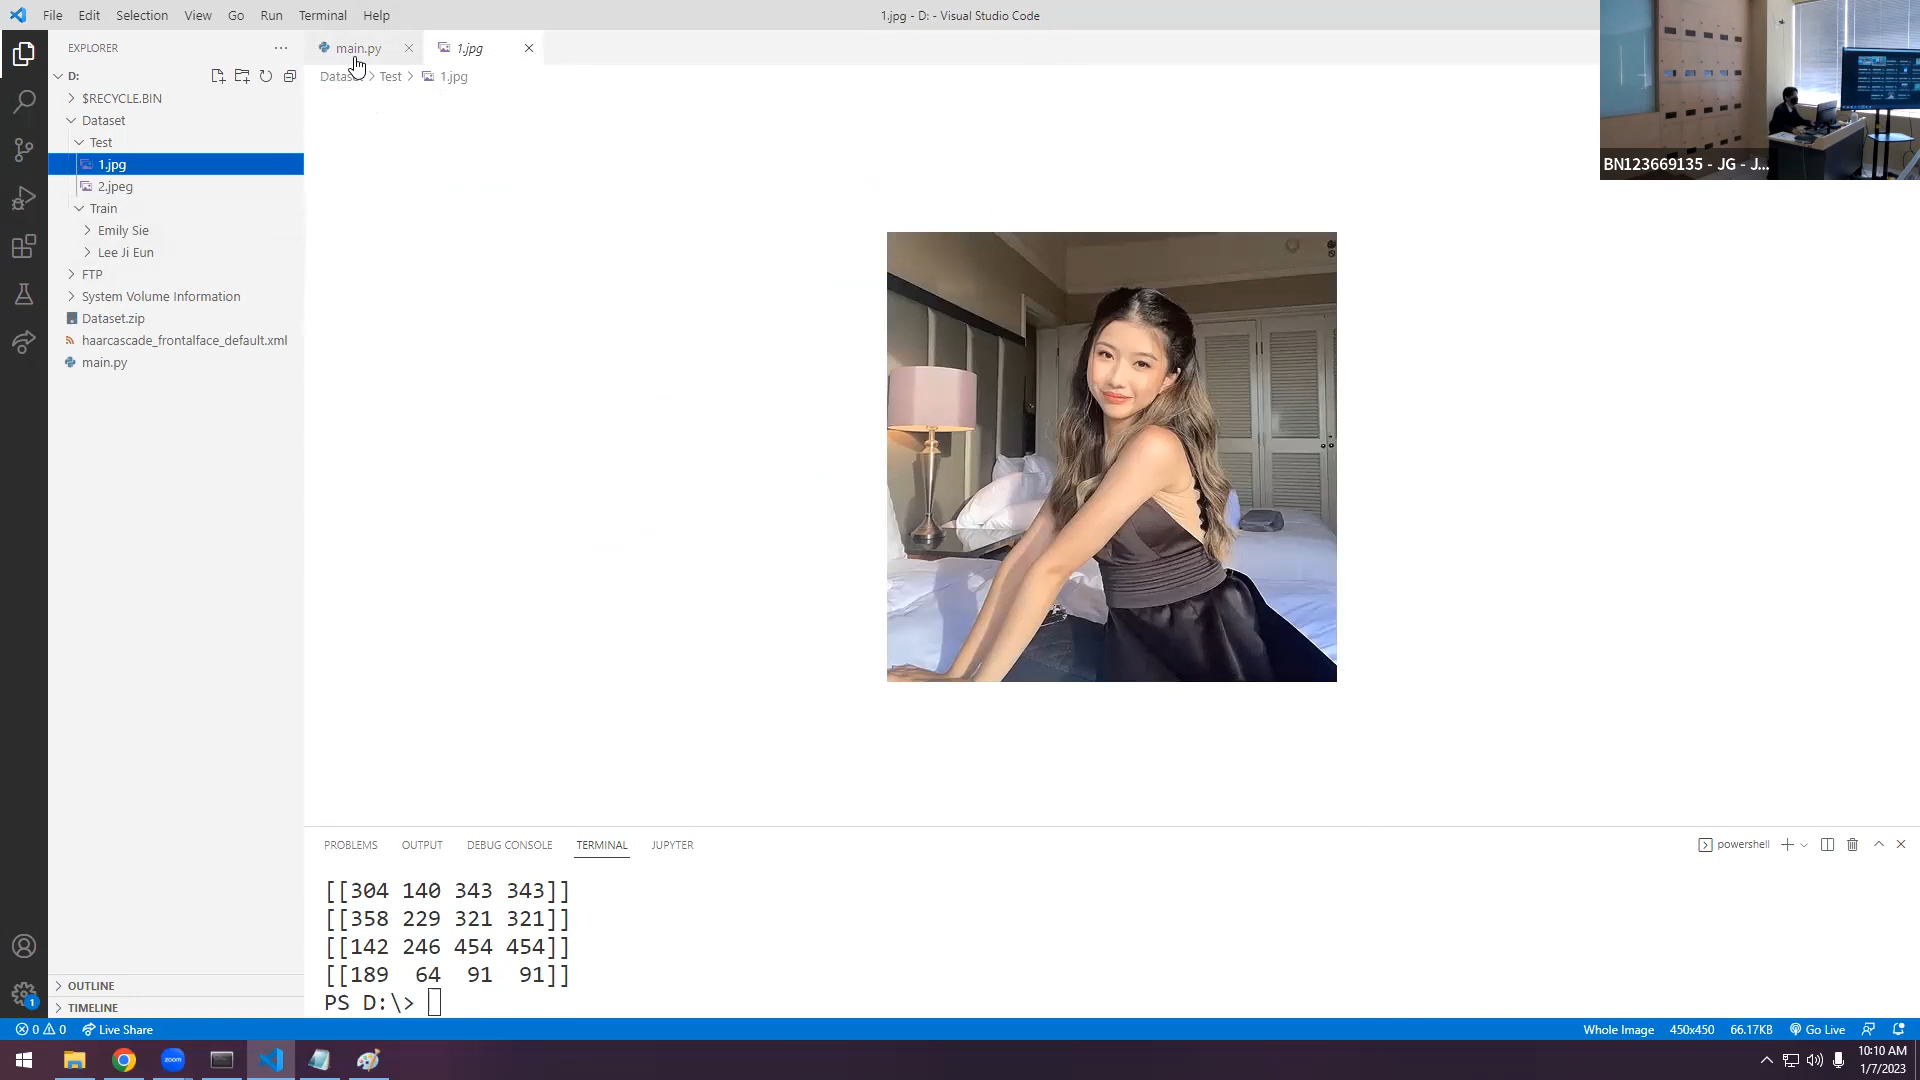 File Edit Selection View Go Run Terminal Help
1.jpg - D: - Visual Studio Code
EXPLORER
D:
$RECYCLE.BIN
Dataset
Test
1.jpg
2.jpeg
Train
Emily Sie
Lee Ji Eun
FTP
System Volume Information
Dataset.zip
haarcascade_frontalface_default.xml
main.py
OUTLINE
TIMELINE
main.py
1.jpg
Dataset > Test > 1.jpg
BN123669135 - JG - J...
PROBLEMS OUTPUT DEBUG CONSOLE TERMINAL JUPYTER
powershell
[[304 140 343 343]]
[[358 229 321 321]]
[[142 246 454 454]]
[[189  64  91  91]]
PS D:\>
1
0 0 Live Share
Whole Image 450x450 66.17KB Go Live
zoom
10:10 AM
1/7/2023